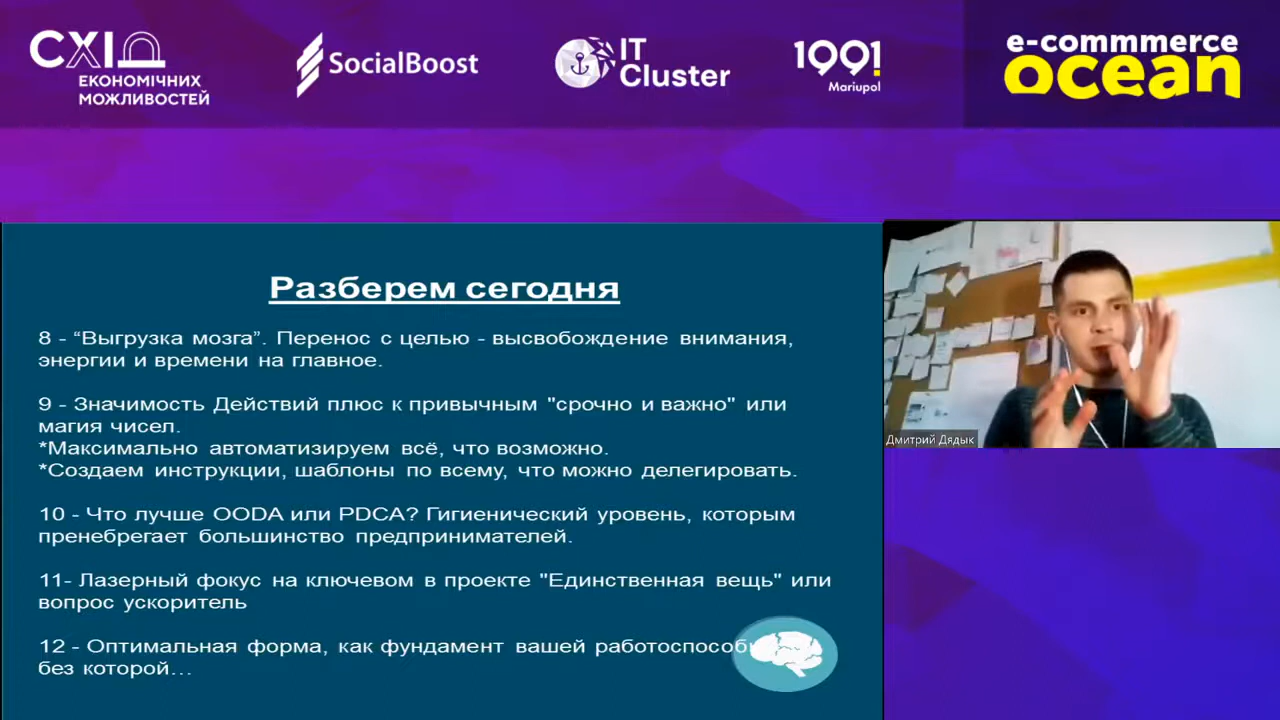 СХІД
ЕКОНОМІЧНИХ
МОЖЛИВОСТЕЙ
SocialBoost
IT
Cluster
1991
Mariupol
e-commmerce
ocean
Разберем сегодня
8 - “Выгрузка мозга”. Перенос с целью - высвобождение внимания,
энергии и времени на главное.
9 - Значимость Действий плюс к привычным "срочно и важно" или
магия чисел.
*Максимально автоматизируем всё, что возможно.
*Создаем инструкции, шаблоны по всему, что можно делегировать.
10 - Что лучше OODA или PDCA? Гигиенический уровень, которым
пренебрегает большинство предпринимателей.
11- Лазерный фокус на ключевом в проекте "Единственная вещь" или
вопрос ускоритель
12 - Оптимальная форма, как фундамент вашей
без которой…
Дмитрий Дядык